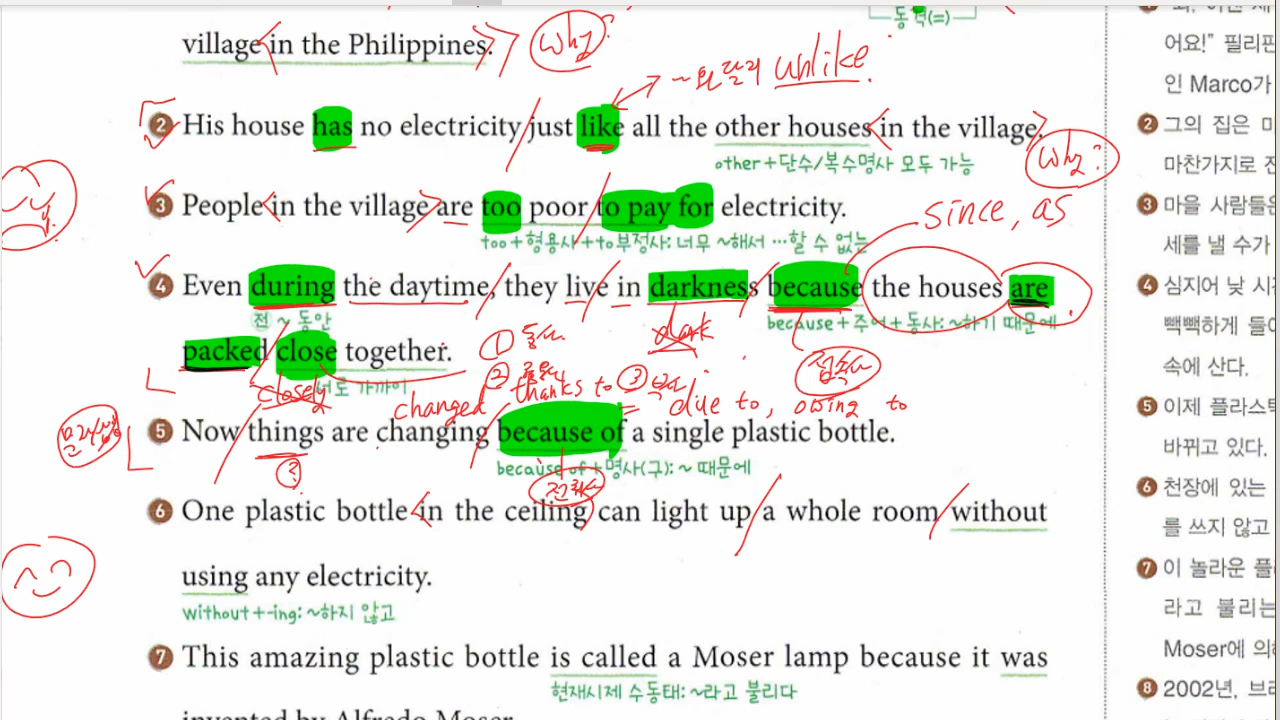 동격(=)
village in the Philippines.
why?
~와 달리 unlike
2 His house has no electricity just like all the other houses in the village.
other+단수/복수명사 모두 가능
why?
3 People in the village are too poor to pay for electricity.
too+형용사+to부정사: 너무 ~해서 …할 수 없는
since, as
4 Even during the daytime, they live in darkness because the houses are
전 ~ 동안
dark
because+주어+동사: ~하기 때문에
packed close together.
① 동사
접속사
closely
서로 가까이
changed
② thanks to
③
= due to, owing to
5 Now things are changing because of a single plastic bottle.
because of+명사(구): ~ 때문에
전치사
6 One plastic bottle in the ceiling can light up a whole room without
using any electricity.
without+-ing: ~하지 않고
7 This amazing plastic bottle is called a Moser lamp because it was
현재시제 수동태: ~라고 불리다
invented by Alfredo Moser.
어요!” 필리핀
인 Marco가
2 그의 집은 마
찬가지로 전
3 마을 사람들은
세를 낼 수가
4 심지어 낮 시
빽빽하게 들
속에 산다.
5 이제 플라스틱
바뀌고 있다.
6 천장에 있는
를 쓰지 않고
7 이 놀라운 플
라고 불리는
Moser에 의해
8 2002년, 브라